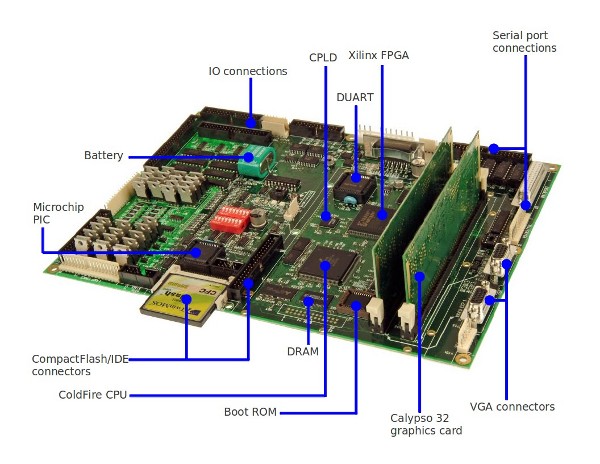 Serial port
connections
CPLD
Xilinx FPGA
IO connections
DUART
Battery
Microchip
PIC
CFC
CompactFlash/IDE
connectors
DRAM
ColdFire CPU
Boot ROM
Calypso 32
graphics card
VGA connectors